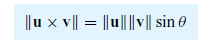 ‖u × v‖ = ‖u‖‖v‖ sin θ